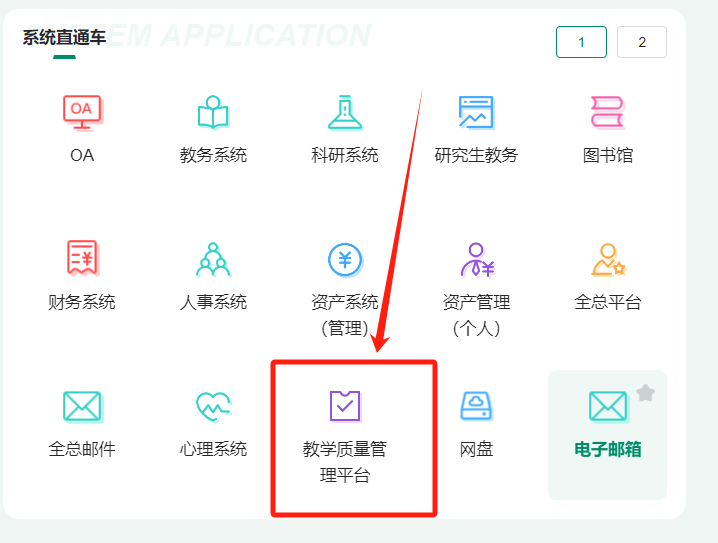 系统直通车
SYSTEM APPLICATION
1
2
OA
OA
教务系统
科研系统
研究生教务
图书馆
财务系统
人事系统
资产系统
(管理)
资产管理
（个人）
全总平台
全总邮件
心理系统
教学质量管
理平台
网盘
电子邮箱